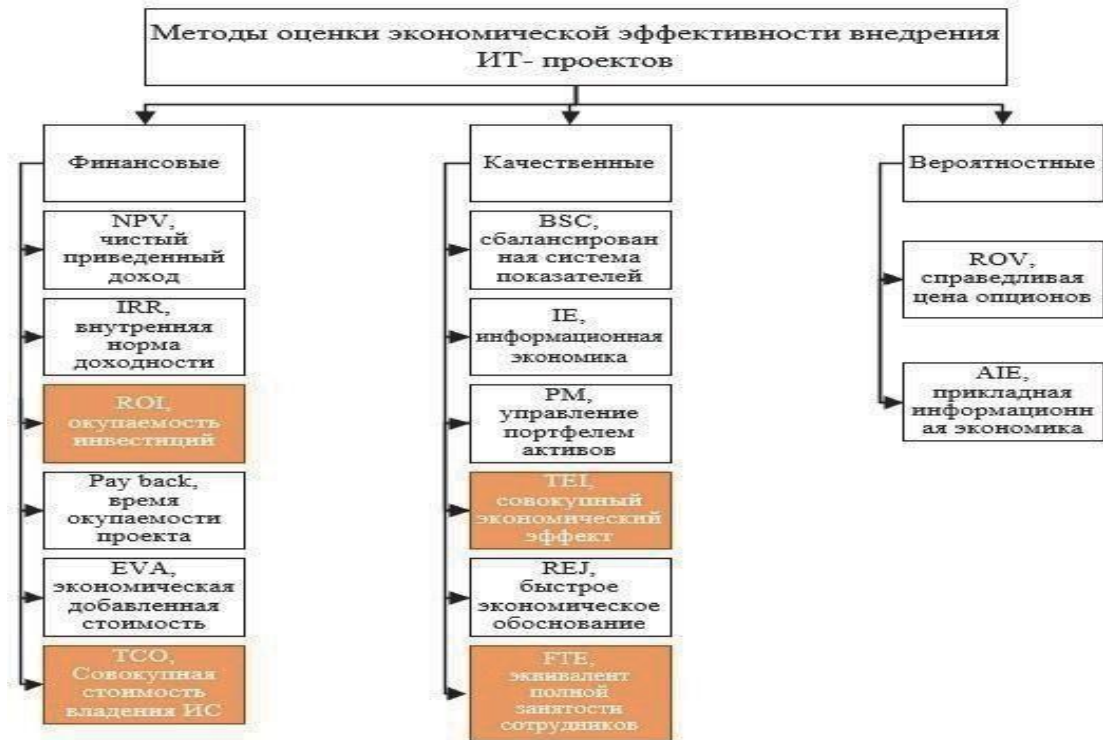 Методы оценки экономической эффективности внедрения
ИТ- проектов
Финансовые
NPV,
чистый
приведенный
доход
IRR,
внутренняя
норма
доходности
ROI,
окупаемость
инвестиций
Pay back,
время
окупаемости
проекта
EVA,
экономическая
добавленная
стоимость
TCO,
Совокупная
стоимость
владения ИС
Качественные
BSC,
сбалансирован
ная система
показателей
IE,
информационная
экономика
PM,
управление
портфелем
активов
TEI,
совокупный
экономический
эффект
REJ,
быстрое
экономическое
обоснование
FTE,
эквивалент
полной
занятости
сотрудников
Вероятностные
ROV,
справедливая
цена опционов
AIE,
прикладная
информационн
ая экономика